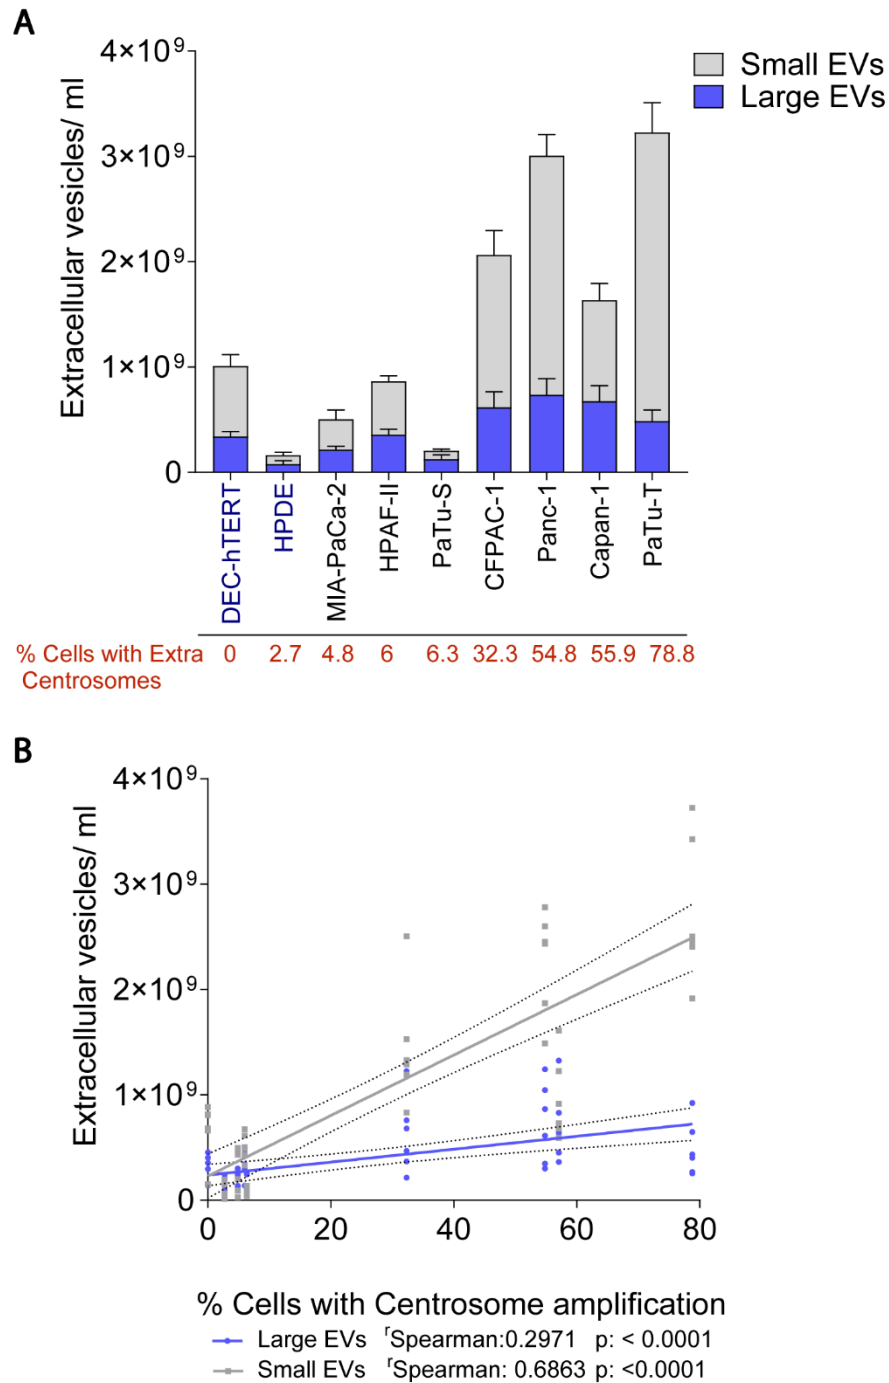 A
4×10⁹
3×10⁹
2×10⁹
1×10⁹
0
Extracellular vesicles/ ml
Small EVs
Large EVs
DEC-hTERT
HPDE
MIA-PaCa-2
HPAF-II
PaTu-S
CFPAC-1
Panc-1
Capan-1
PaTu-T
% Cells with Extra 0 2.7 4.8 6 6.3 32.3 54.8 55.9 78.8
Centrosomes
B
4×10⁹
3×10⁹
2×10⁹
1×10⁹
0
Extracellular vesicles/ ml
0 20 40 60 80
% Cells with Centrosome amplification
Large EVs ʳSpearman:0.2971 p: < 0.0001
Small EVs ʳSpearman: 0.6863 p: <0.0001